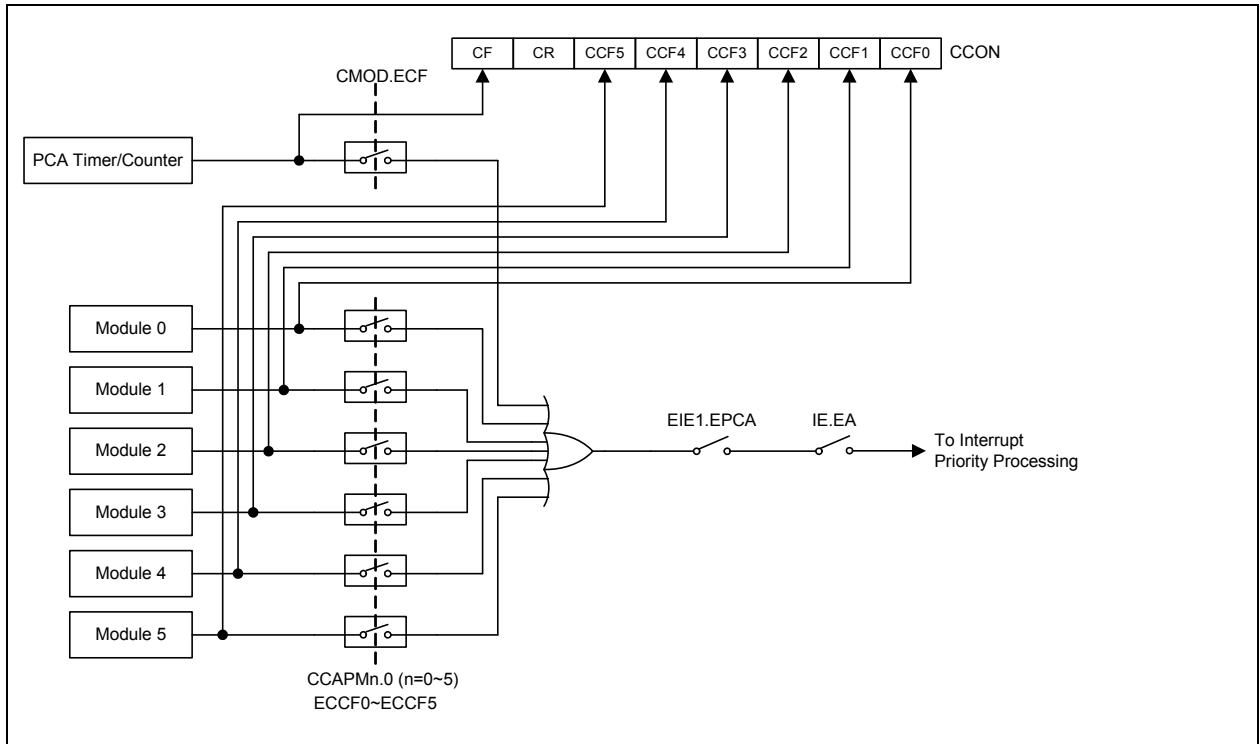 CF CR CCF5 CCF4 CCF3 CCF2 CCF1 CCF0 CCON
CMOD.ECF
PCA Timer/Counter
Module 0
Module 1
Module 2
Module 3
Module 4
Module 5
EIE1.EPCA
IE.EA
To Interrupt
Priority Processing
CCAPMn.0 (n=0~5)
ECCF0~ECCF5